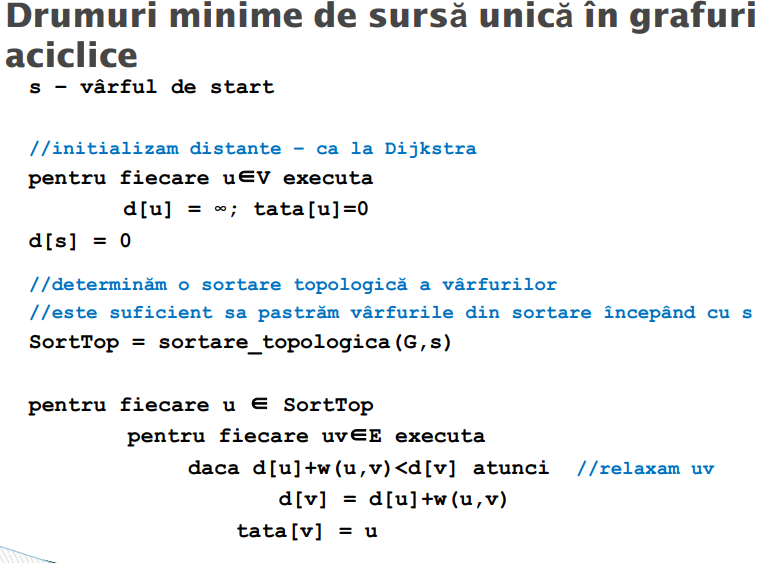 Drumuri minime de sursă unică în grafuri
aciclice
s – vârful de start
//initializam distante – ca la Dijkstra
pentru fiecare u∈V executa
d[u] = ∞; tata[u]=0
d[s] = 0
//determinăm o sortare topologică a vârfurilor
//este suficient sa pastrăm vârfurile din sortare începând cu s
SortTop = sortare_topologica(G,s)
pentru fiecare u ∈ SortTop
pentru fiecare uv∈E executa
daca d[u]+w(u,v)<d[v] atunci //relaxam uv
d[v] = d[u]+w(u,v)
tata[v] = u